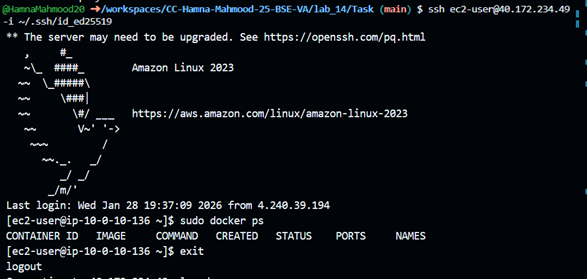 @HamnaMahmood20 ➜/workspaces/CC-Hamna-Mahmood-25-BSE-VA/lab_14/Task (main) $ ssh ec2-user@40.172.234.49
-i ~/.ssh/id_ed25519
** The server may need to be upgraded. See https://openssh.com/pq.html
   ,     #_
   ~\_  ####_        Amazon Linux 2023
  ~~  \_#####\
  ~~     \###|
  ~~       \#/ ___   https://aws.amazon.com/linux/amazon-linux-2023
   ~~       V~' '->
    ~~~         /
      ~~._.   _/
         _/ _/
       _/m/'
Last login: Wed Jan 28 19:37:09 2026 from 4.240.39.194
[ec2-user@ip-10-0-10-136 ~]$ sudo docker ps
CONTAINER ID   IMAGE     COMMAND   CREATED   STATUS    PORTS     NAMES
[ec2-user@ip-10-0-10-136 ~]$ exit
logout